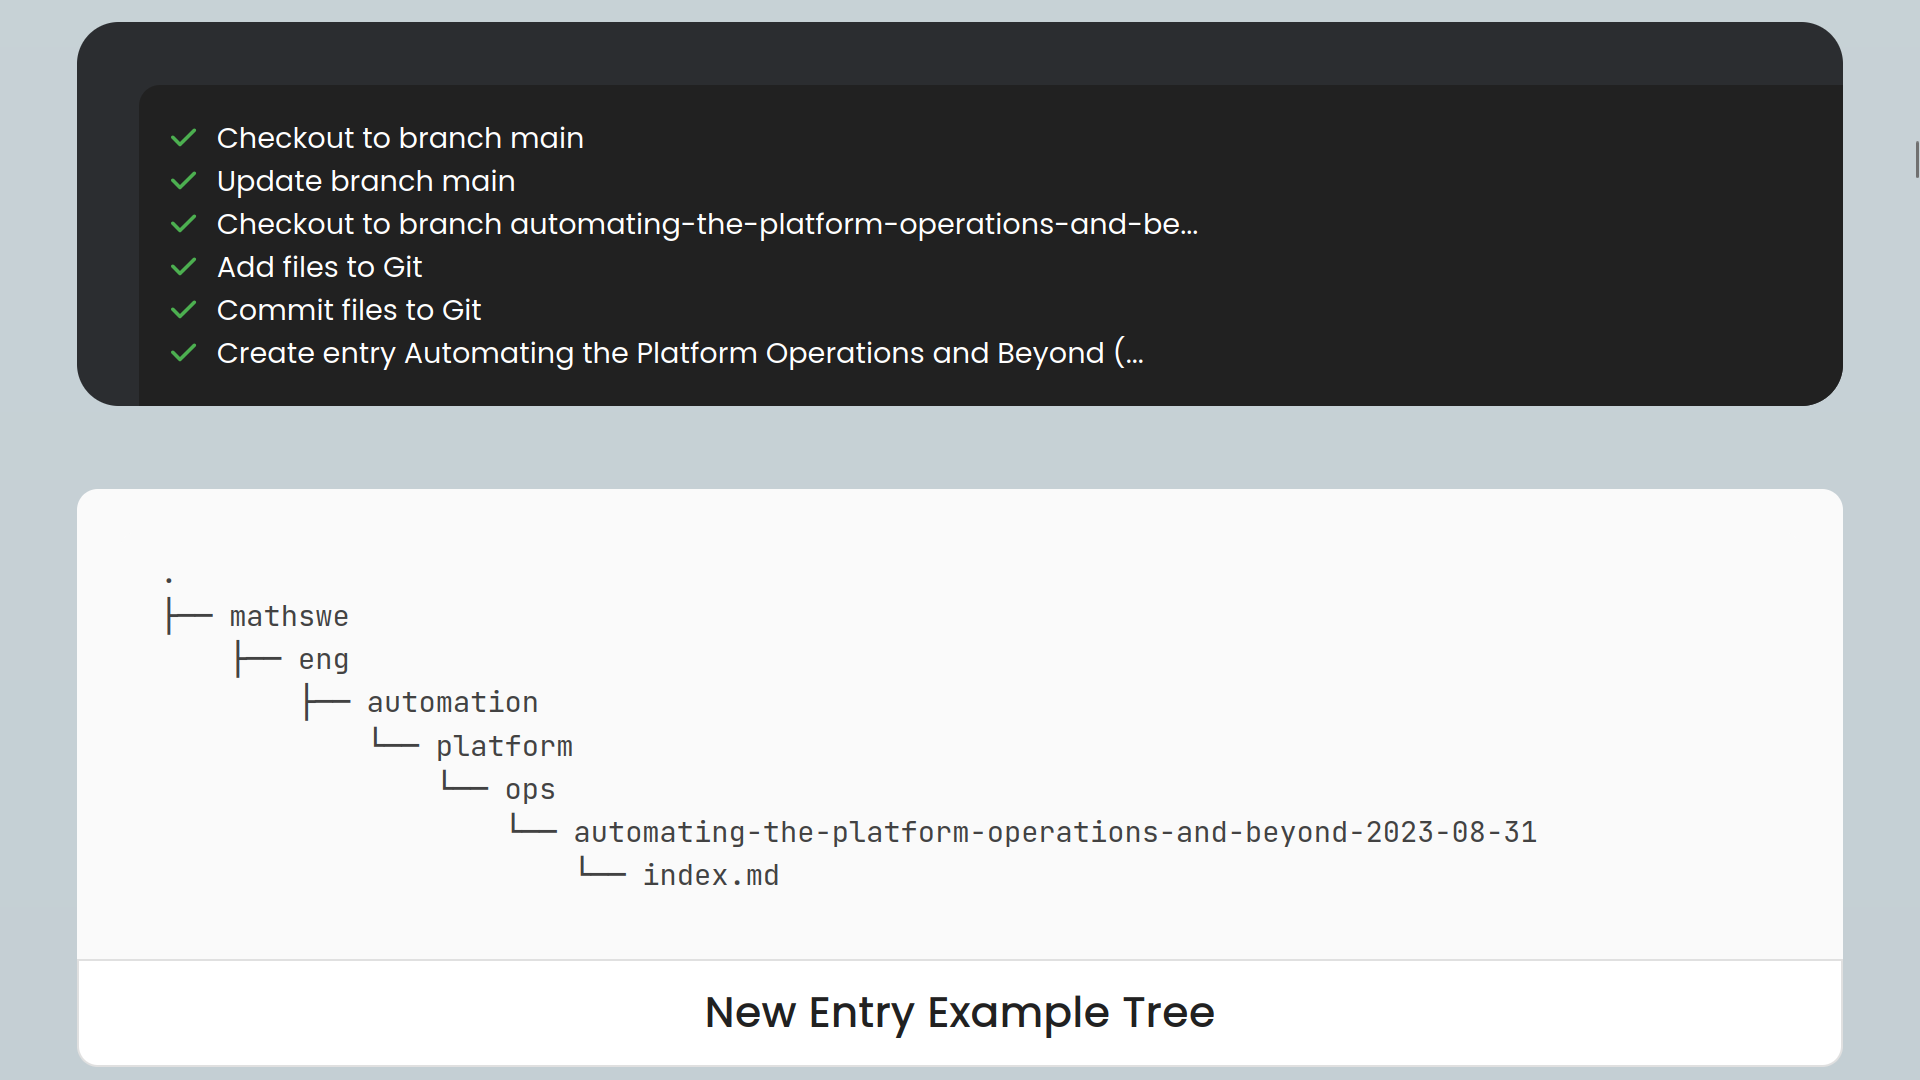 Checkout to branch main
Update branch main
Checkout to branch automating-the-platform-operations-and-be...
Add files to Git
Commit files to Git
Create entry Automating the Platform Operations and Beyond (...
.
├── mathswe
    ├── eng
        ├── automation
            └── platform
                └── ops
                    └── automating-the-platform-operations-and-beyond-2023-08-31
                        └── index.md
New Entry Example Tree